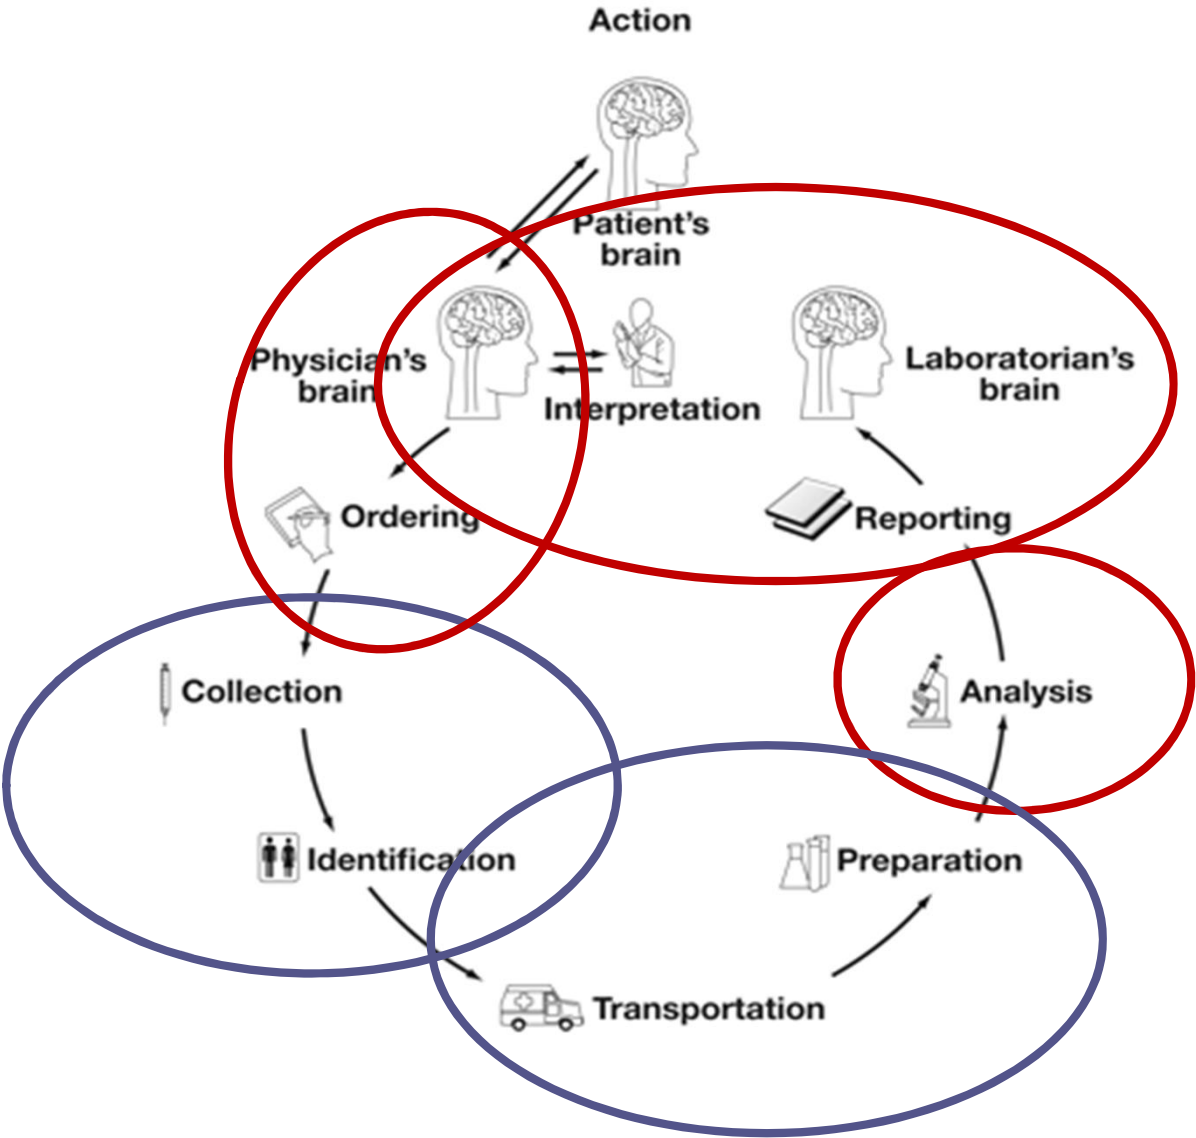 Action
Patient's
brain
Physician's
brain
Interpretation
Laboratorian's
brain
Ordering
Reporting
Collection
Analysis
Identification
Preparation
Transportation